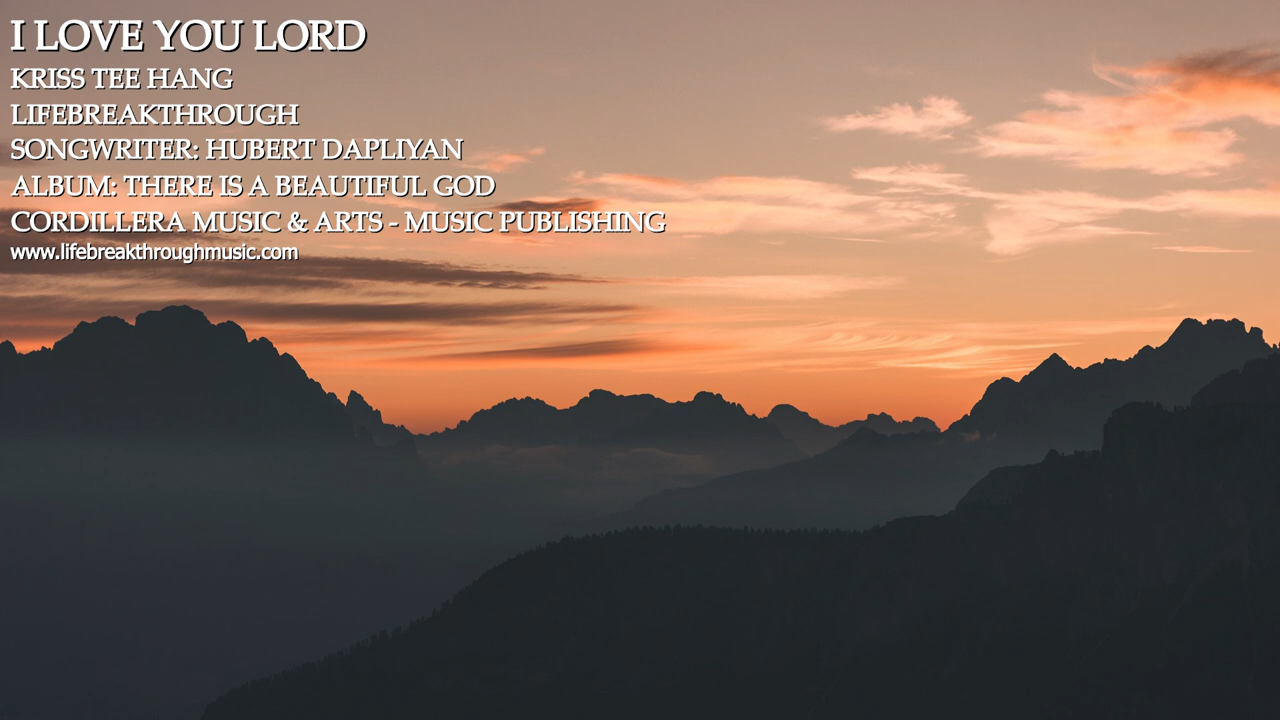 I LOVE YOU LORD
KRISS TEE HANG
LIFEBREAKTHROUGH
SONGWRITER: HUBERT DAPLIYAN
ALBUM: THERE IS A BEAUTIFUL GOD
CORDILLERA MUSIC & ARTS - MUSIC PUBLISHING
www.lifebreakthroughmusic.com